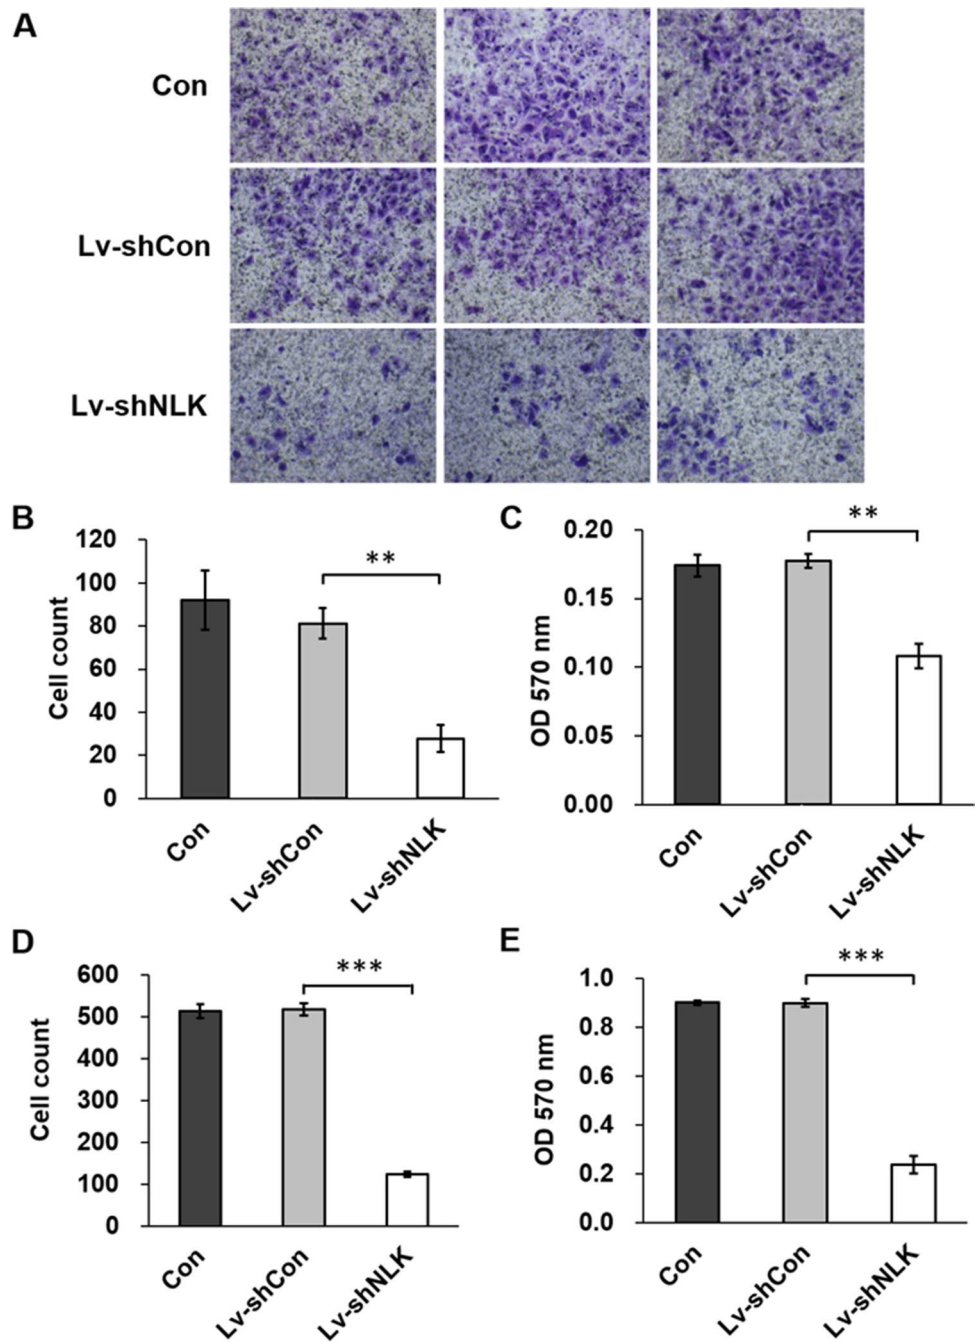 A
Con
Lv-shCon
Lv-shNLK
B
Cell count
120
100
80
60
40
20
0
**
Con
Lv-shCon
Lv-shNLK
C
OD 570 nm
0.20
0.15
0.10
0.05
0.00
**
Con
Lv-shCon
Lv-shNLK
D
Cell count
600
500
400
300
200
100
0
***
Con
Lv-shCon
Lv-shNLK
E
OD 570 nm
1.0
0.8
0.6
0.4
0.2
0.0
***
Con
Lv-shCon
Lv-shNLK